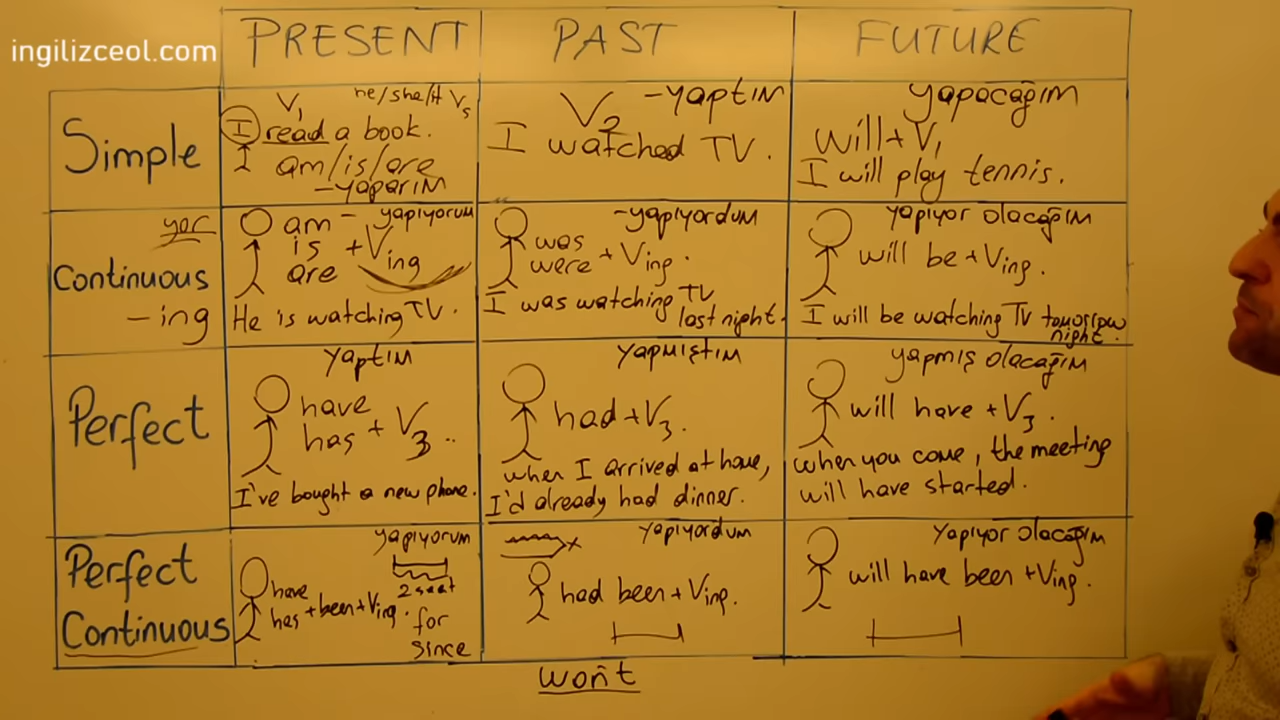 ingilizceol.com
PRESENT PAST FUTURE
Simple
V1 he/she/it Vs
I read a book.
I am/is/are
-yaparım
V2 -yaptım
I watched TV.
yapacağım
will + V1
I will play tennis.
yor
Continuous
-ing
am - yapıyorum
is + Ving
are
He is watching TV.
-yapıyordum
was
were + Ving.
I was watching TV
last night.
yapıyor olacağım
will be + Ving.
I will be watching TV tomorrow
night.
Perfect
yaptım
have
has + V3..
I've bought a new phone.
yapmıştım
had + V3.
when I arrived at home,
I'd already had dinner.
yapmış olacağım
will have + V3.
when you come, the meeting
will have started.
Perfect
Continuous
yapıyorum
2 saat
have
has + been + Ving.
for
since
yapıyordum
had been + Ving.
Yapıyor olacağım
will have been + Ving.
won't